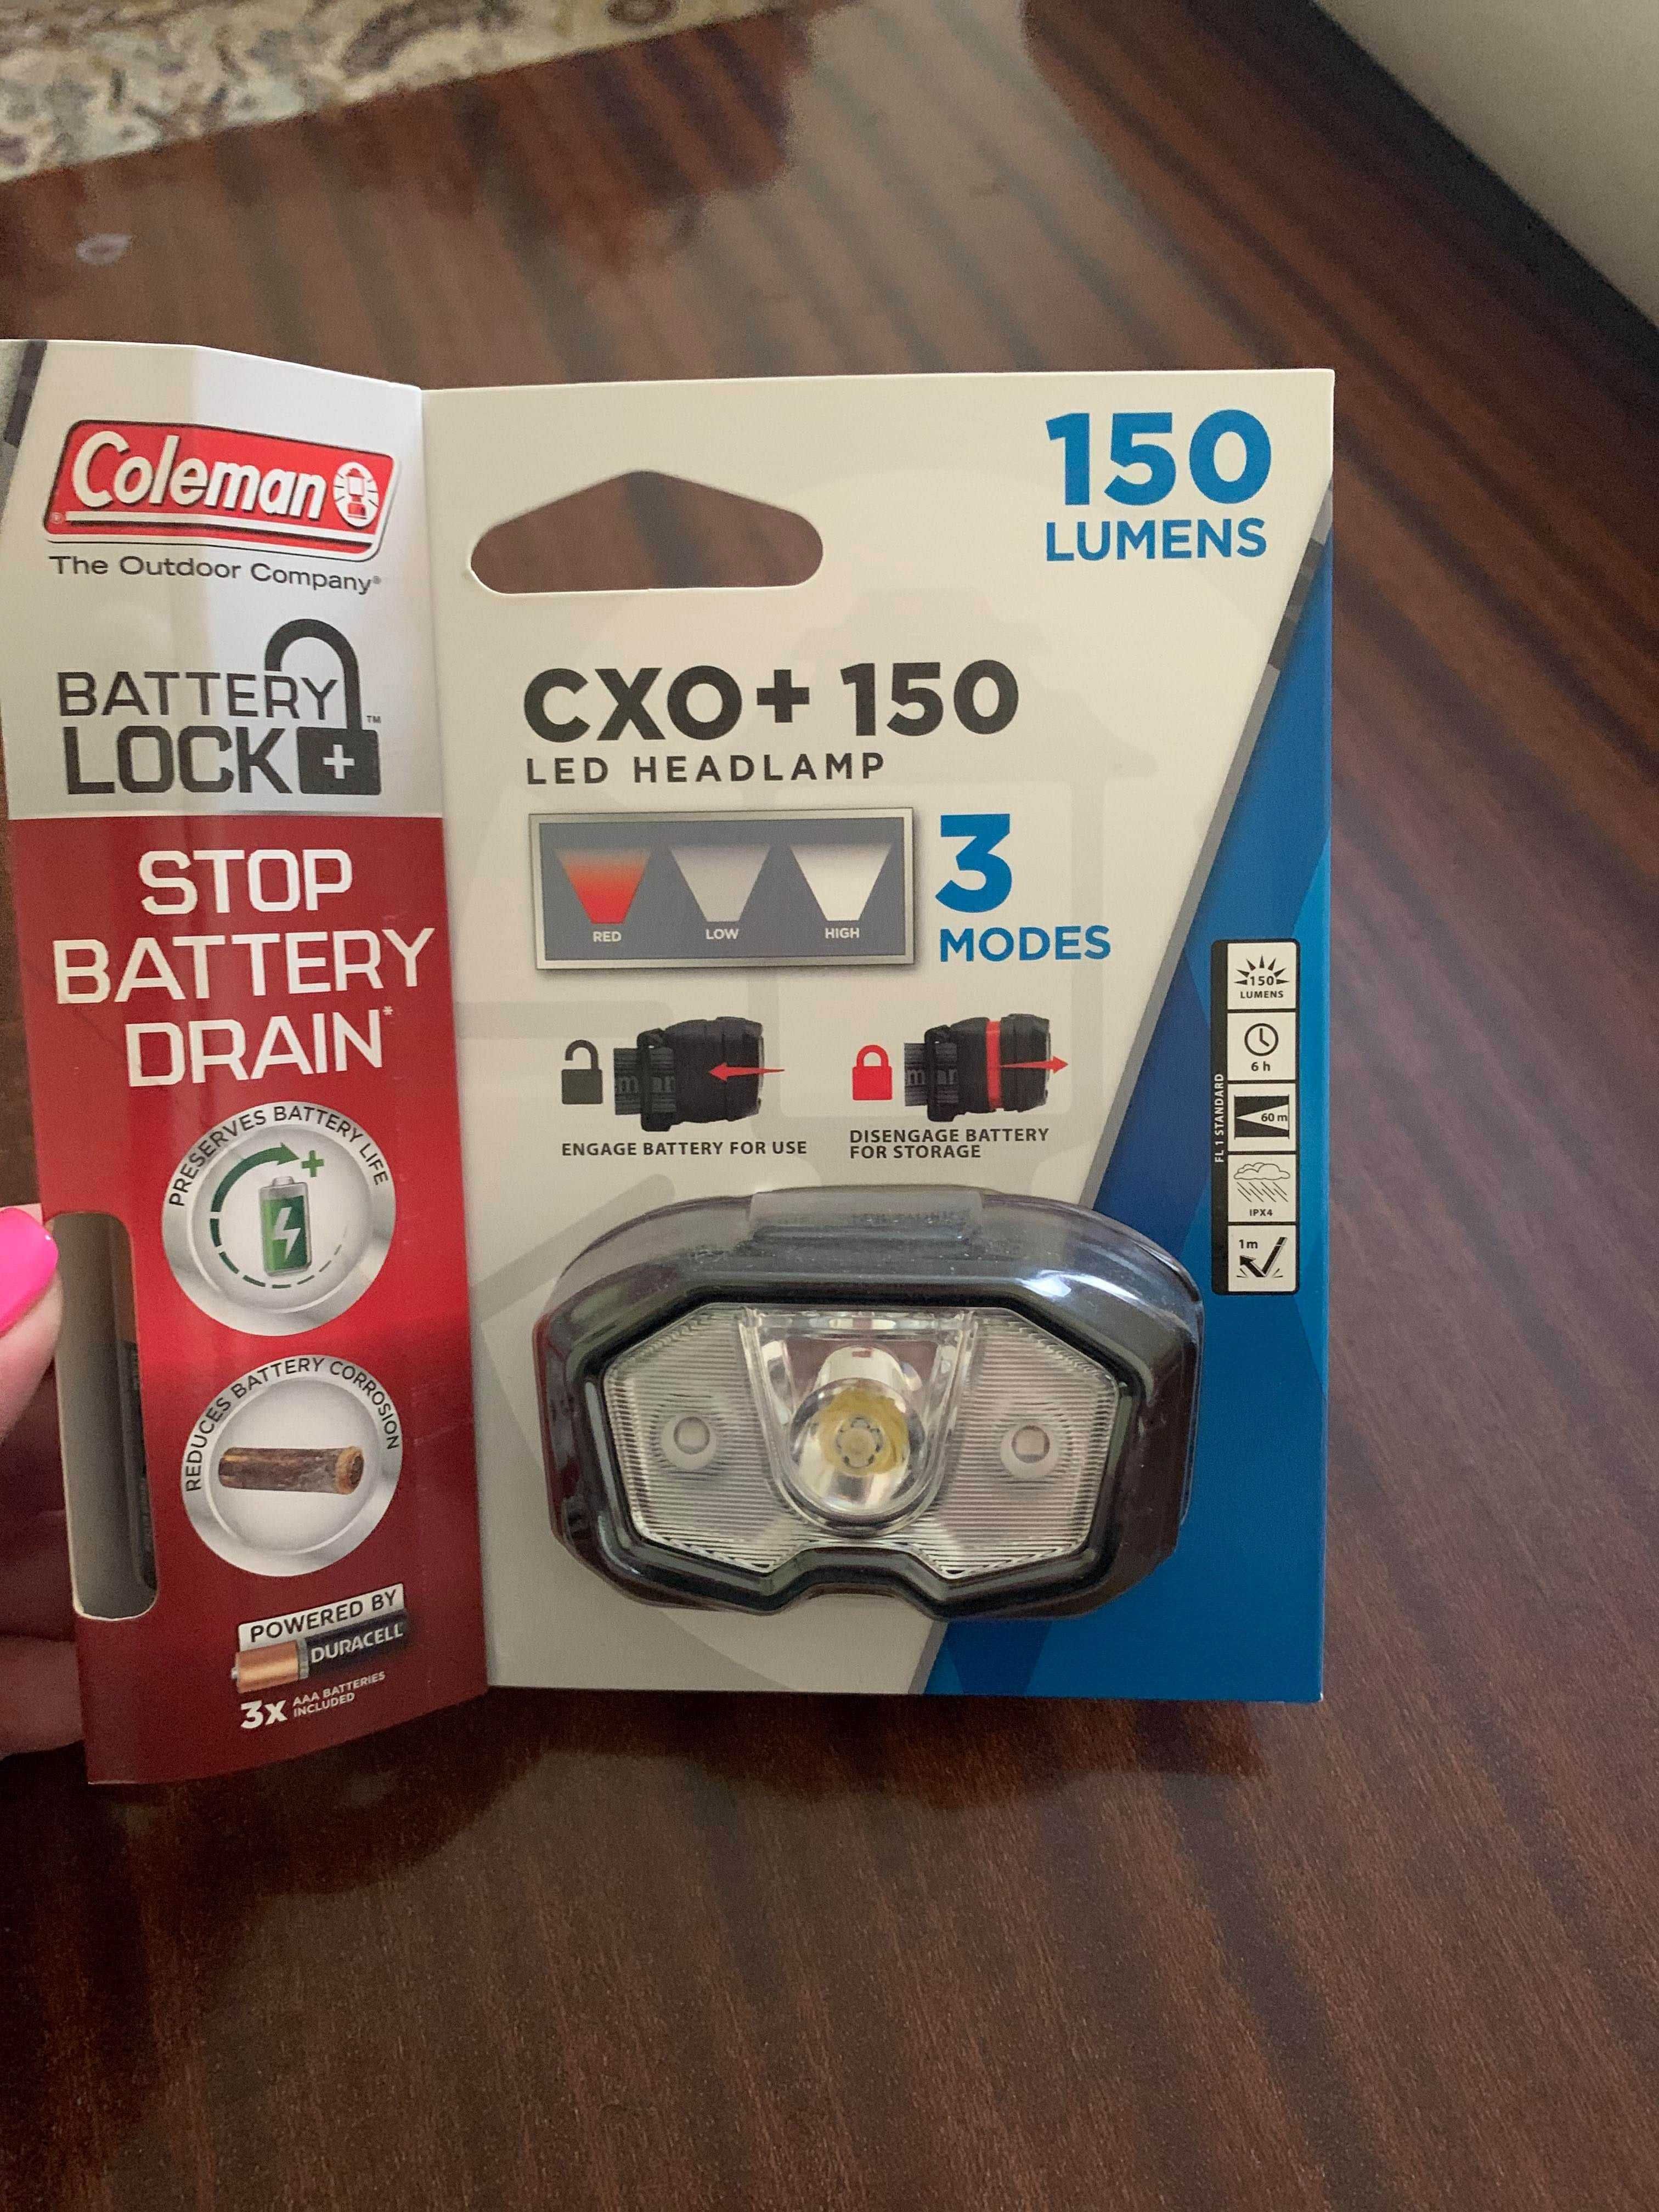 Coleman
The Outdoor Company®
BATTERY
LOCK+™
STOP
BATTERY
DRAIN*
PRESERVES BATTERY LIFE
+
REDUCES BATTERY CORROSION
POWERED BY
DURACELL
3x AAA BATTERIES
INCLUDED
150
LUMENS
CXO+ 150
LED HEADLAMP
RED
LOW
HIGH
3
MODES
ENGAGE BATTERY FOR USE
DISENGAGE BATTERY
FOR STORAGE
FL 1 STANDARD
150
LUMENS
6 h
60 m
IPX4
1m